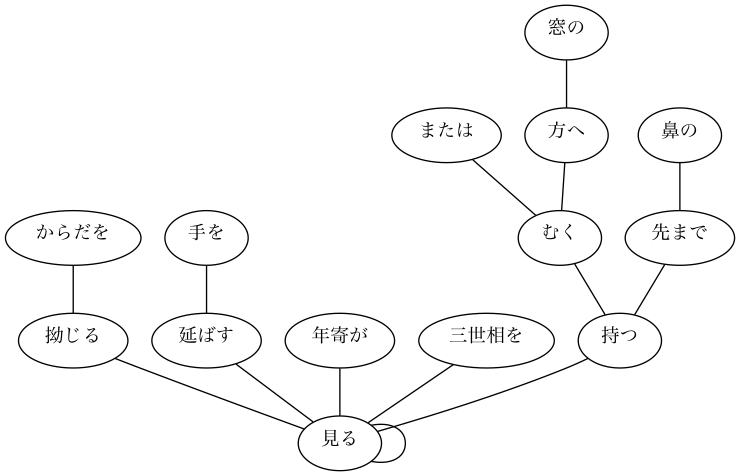 窓の
または
方へ
鼻の
からだを
手を
むく
先まで
拗じる
延ばす
年寄が
三世相を
持つ
見る